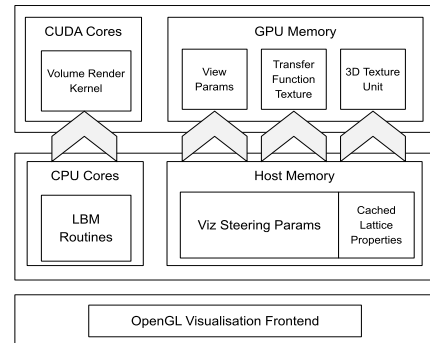 CUDA Cores
Volume Render
Kernel
GPU Memory
View
Params
Transfer
Function
Texture
3D Texture
Unit
CPU Cores
LBM
Routines
Host Memory
Viz Steering Params
Cached
Lattice
Properties
OpenGL Visualisation Frontend